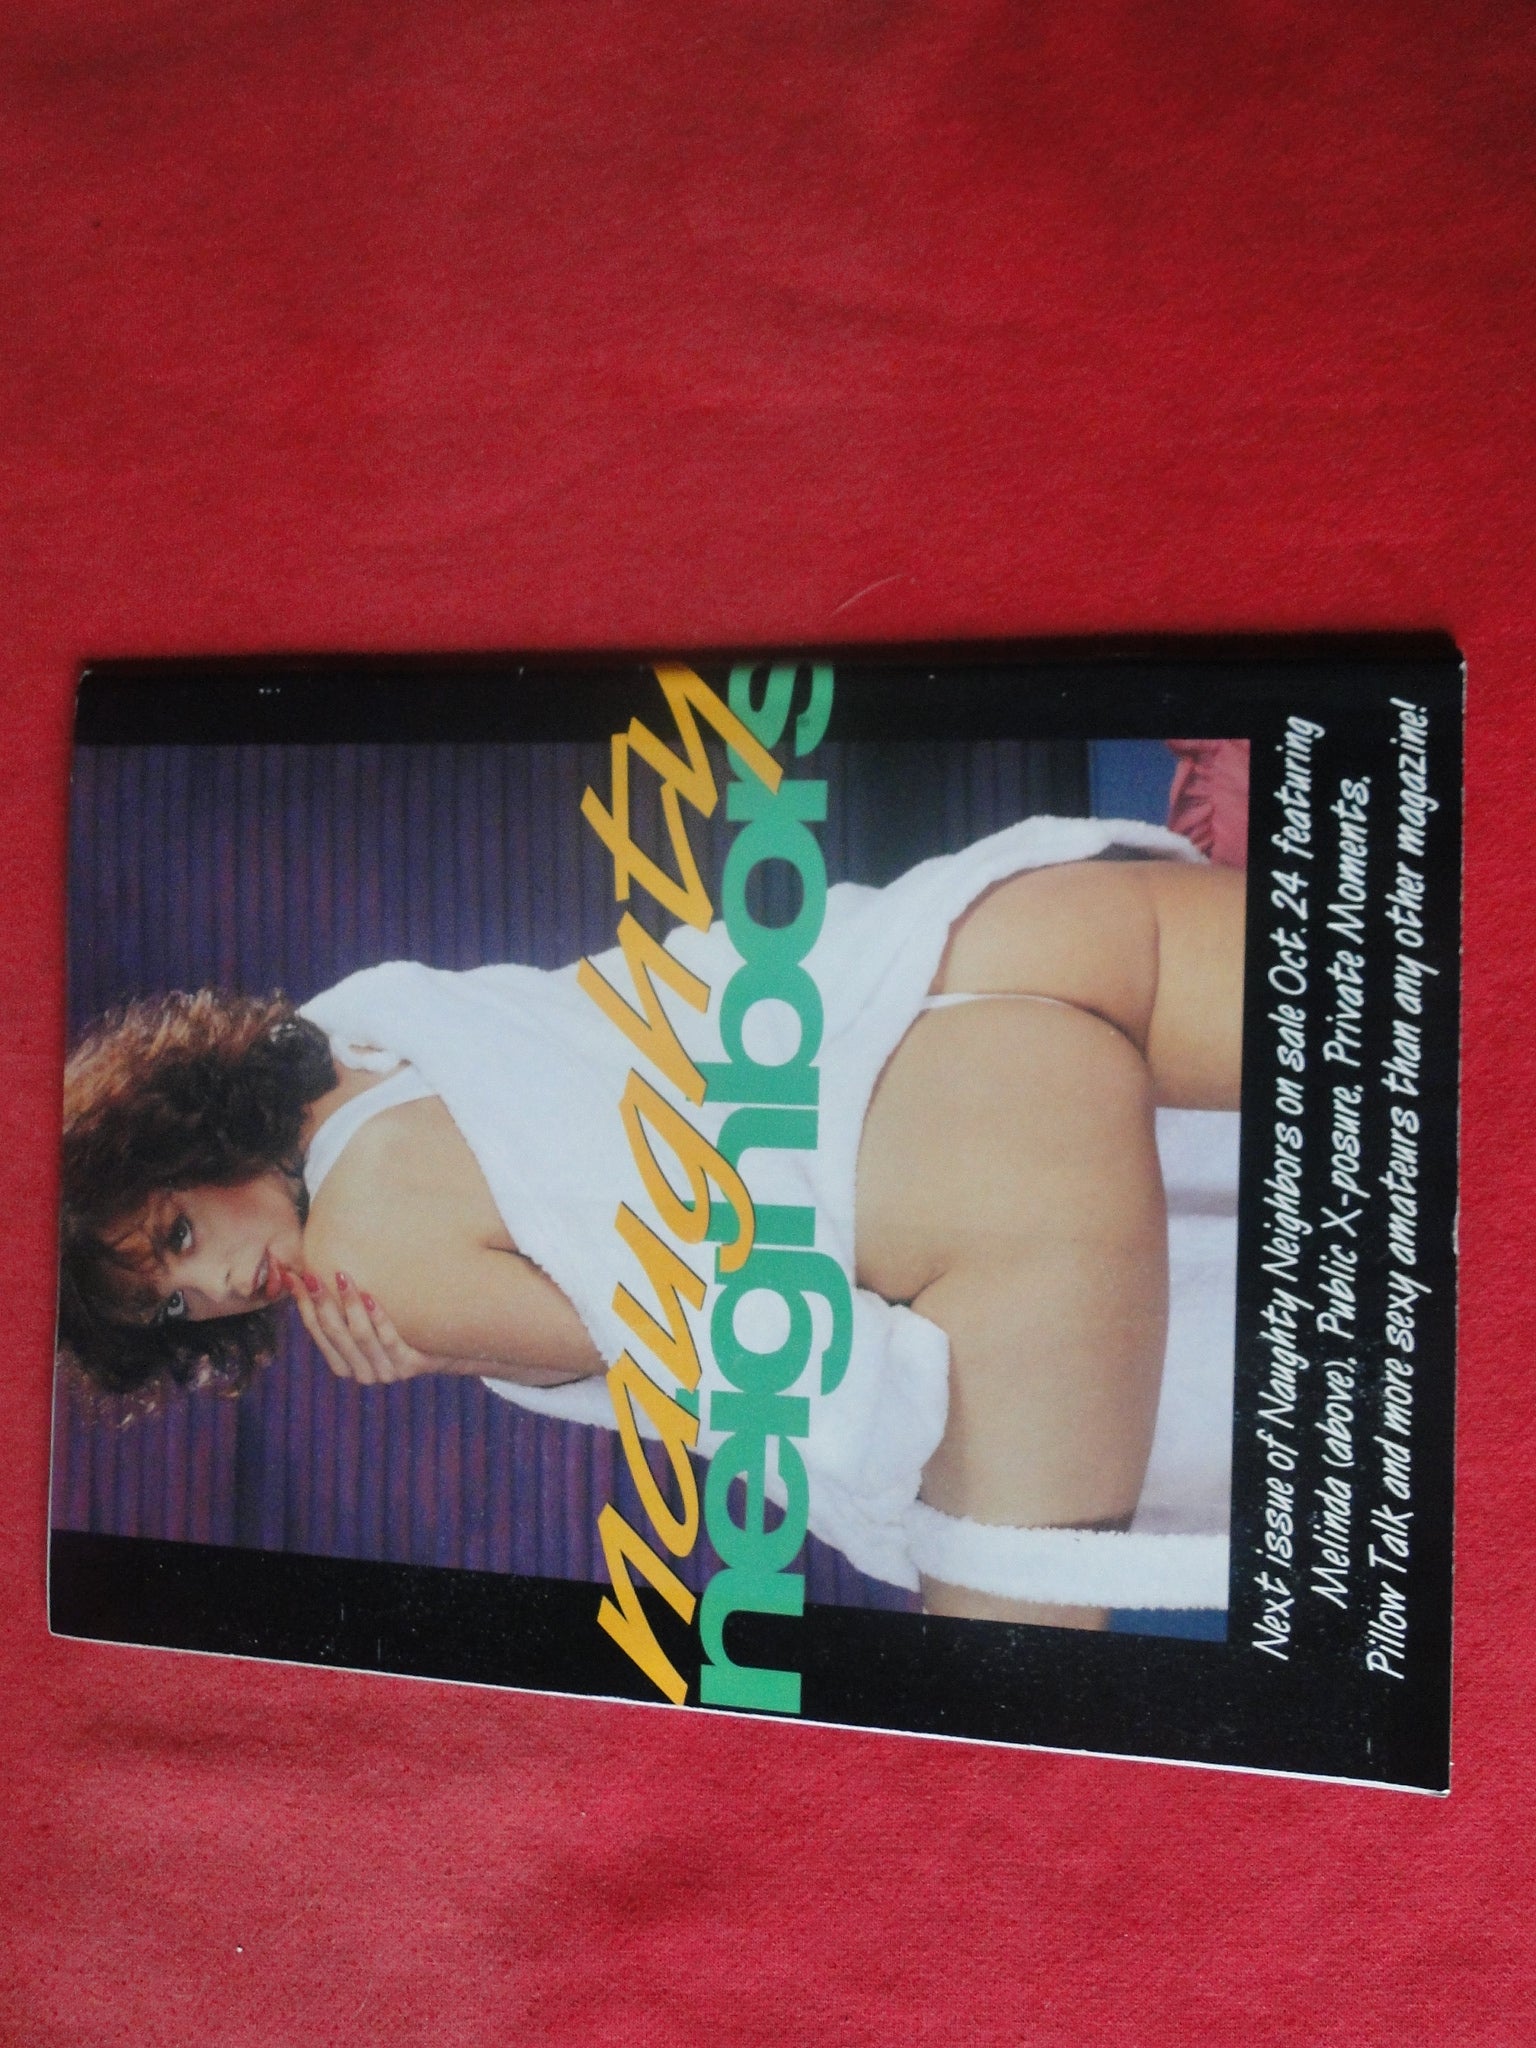 naughty
neighbors
Next issue of Naughty Neighbors on sale Oct. 24 featuring
Melinda (above), Public X-posure, Private Moments,
Pillow Talk and more sexy amateurs than any other magazine!